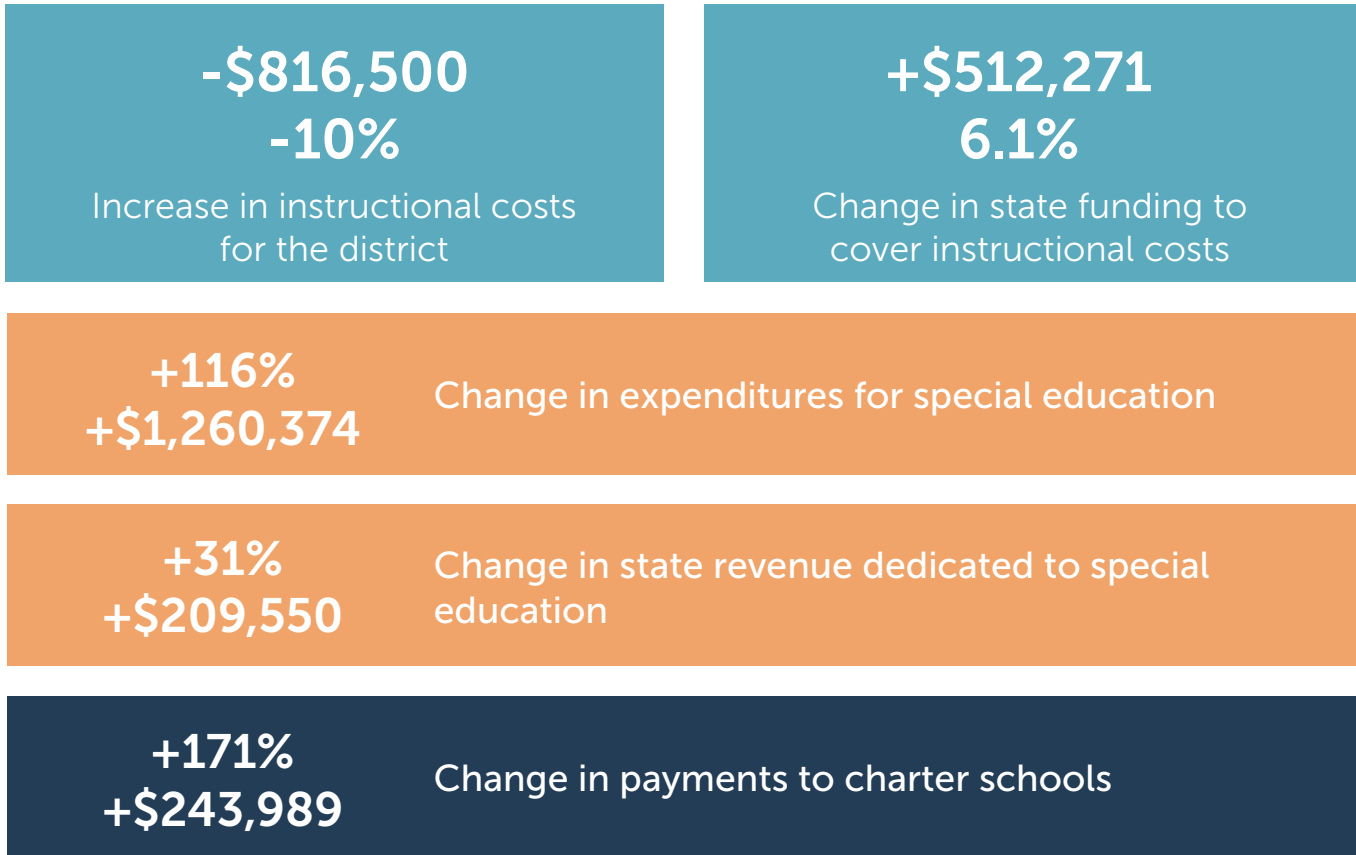 -$816,500
-10%
Increase in instructional costs
for the district
+$512,271
6.1%
Change in state funding to
cover instructional costs
+116%
+$1,260,374
Change in expenditures for special education
+31%
+$209,550
Change in state revenue dedicated to special
education
+171%
+$243,989
Change in payments to charter schools